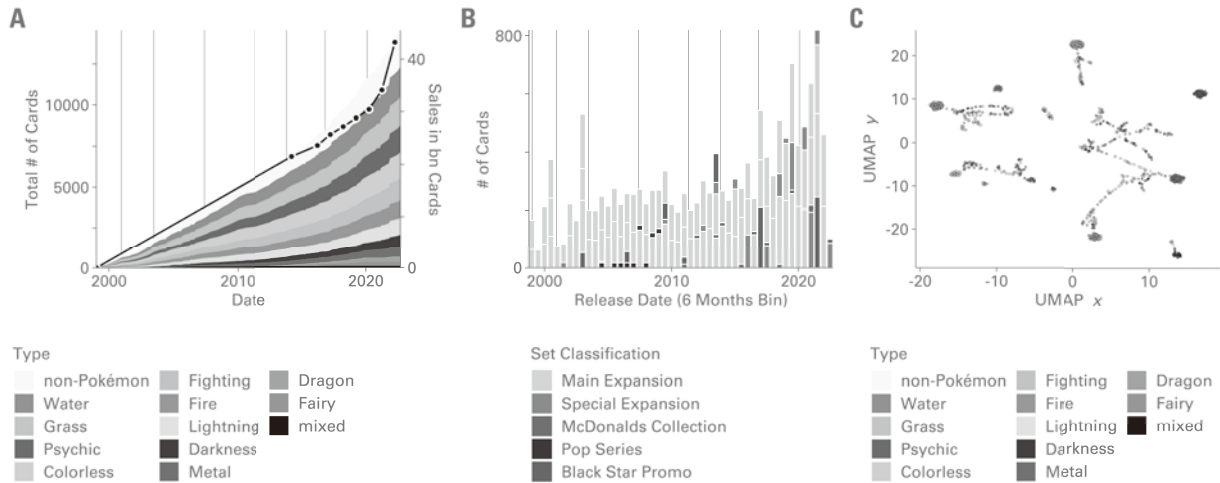 A
Total # of Cards
10000
5000
0
Sales in bn Cards
40
0
2000
2010
2020
Date
Type
non-Pokémon
Water
Grass
Psychic
Colorless
Fighting
Fire
Lightning
Darkness
Metal
Dragon
Fairy
mixed
B
# of Cards
800
0
2000
2010
2020
Release Date (6 Months Bin)
Set Classification
Main Expansion
Special Expansion
McDonalds Collection
Pop Series
Black Star Promo
C
UMAP y
20
10
0
-10
-20
-20
-10
0
10
UMAP x
Type
non-Pokémon
Water
Grass
Psychic
Colorless
Fighting
Fire
Lightning
Darkness
Metal
Dragon
Fairy
mixed